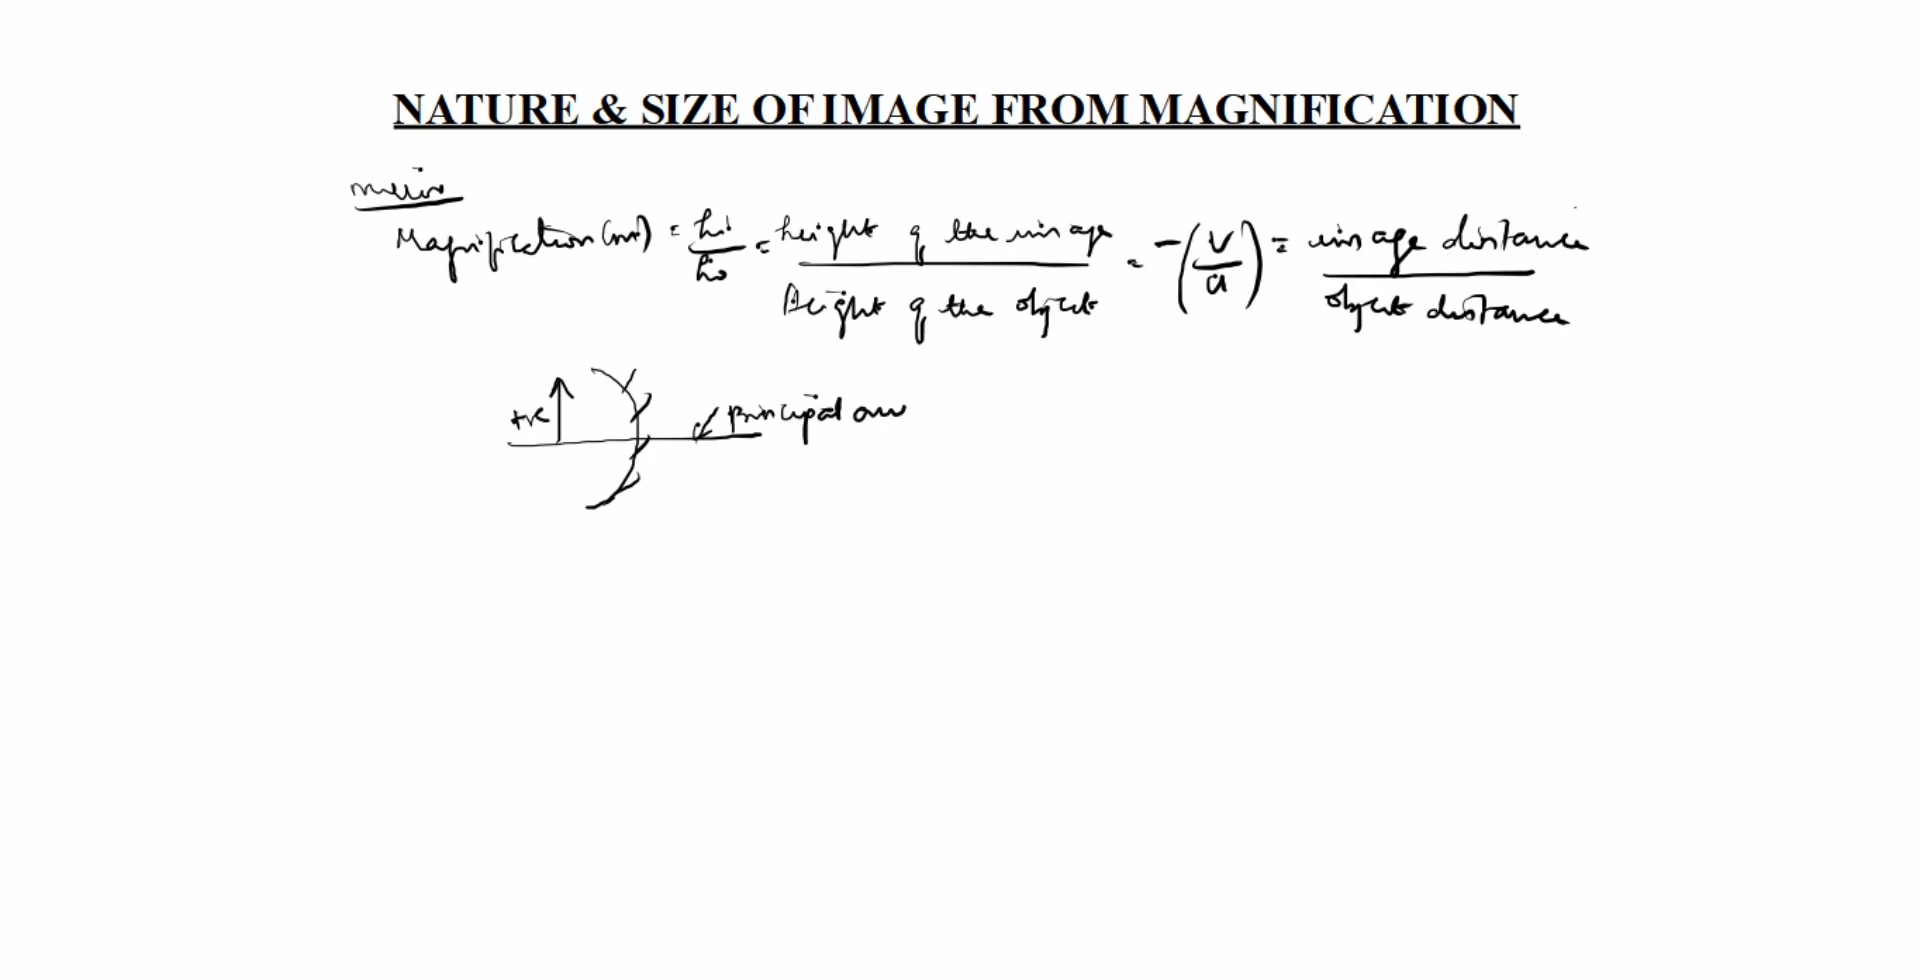 NATURE & SIZE OF IMAGE FROM MAGNIFICATION
Mirror
Magnification (m) = hi/ho = height of the image / Height of the object = -(v/u) = image distance / object distance
+ve
principal axis